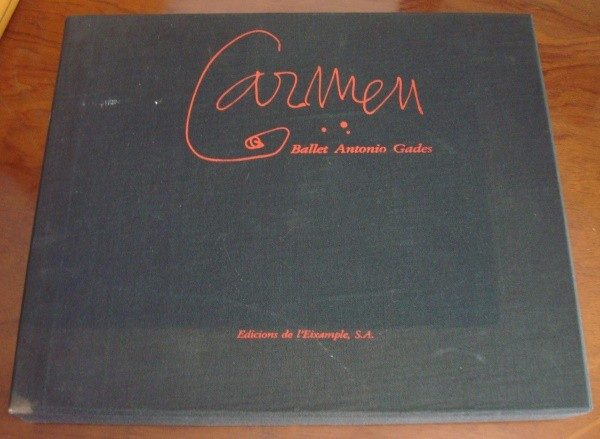 Carmen
Ballet Antonio Gades
Edicions de l'Eixample, S.A.